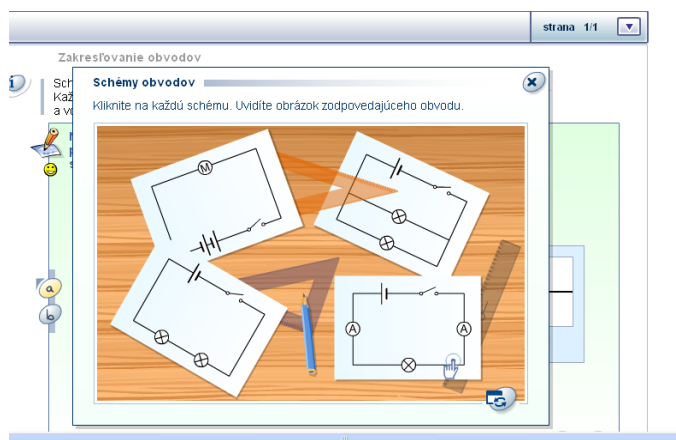 strana 1/1
Zakresľovanie obvodov
Sch
Kaž
a v
Schémy obvodov
Kliknite na každú schému. Uvidíte obrázok zodpovedajúceho obvodu.
M
A A
a
b